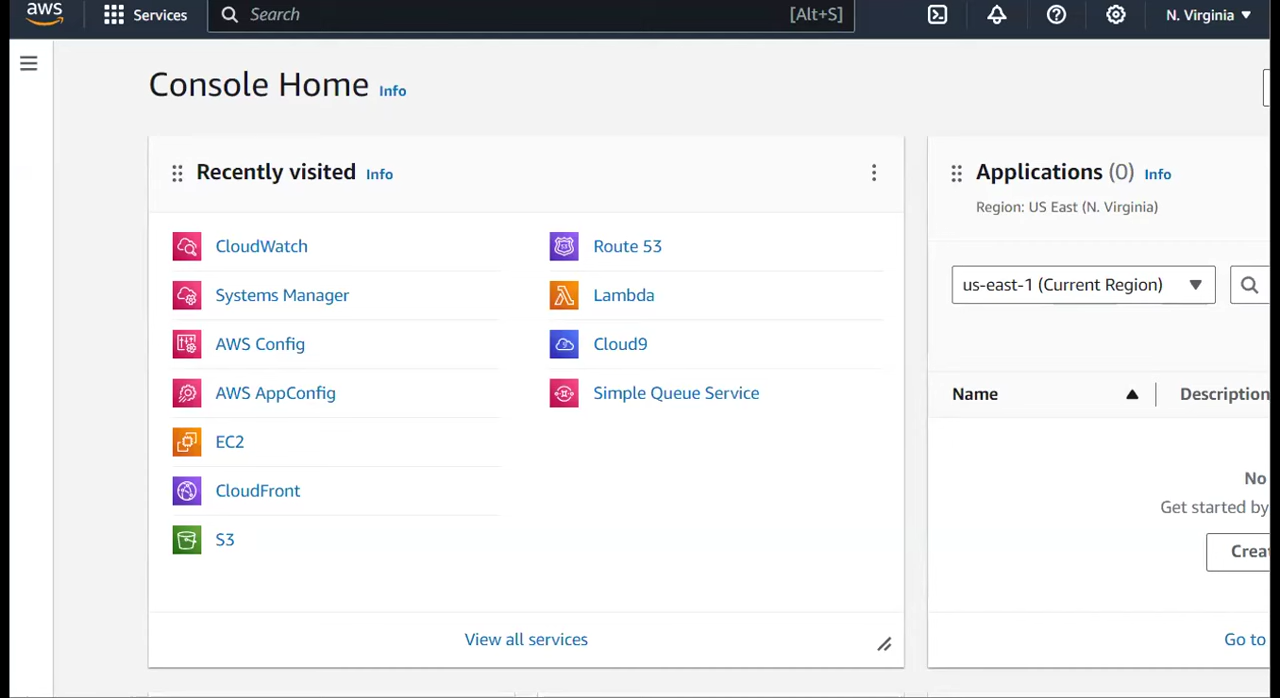 aws
Services
Search
[Alt+S]
N. Virginia
Console Home
Info
Recently visited
Info
CloudWatch
Systems Manager
AWS Config
AWS AppConfig
EC2
CloudFront
S3
Route 53
Lambda
Cloud9
Simple Queue Service
View all services
Applications (0)
Info
Region: US East (N. Virginia)
us-east-1 (Current Region)
Name
Description
No
Get started by
Go to